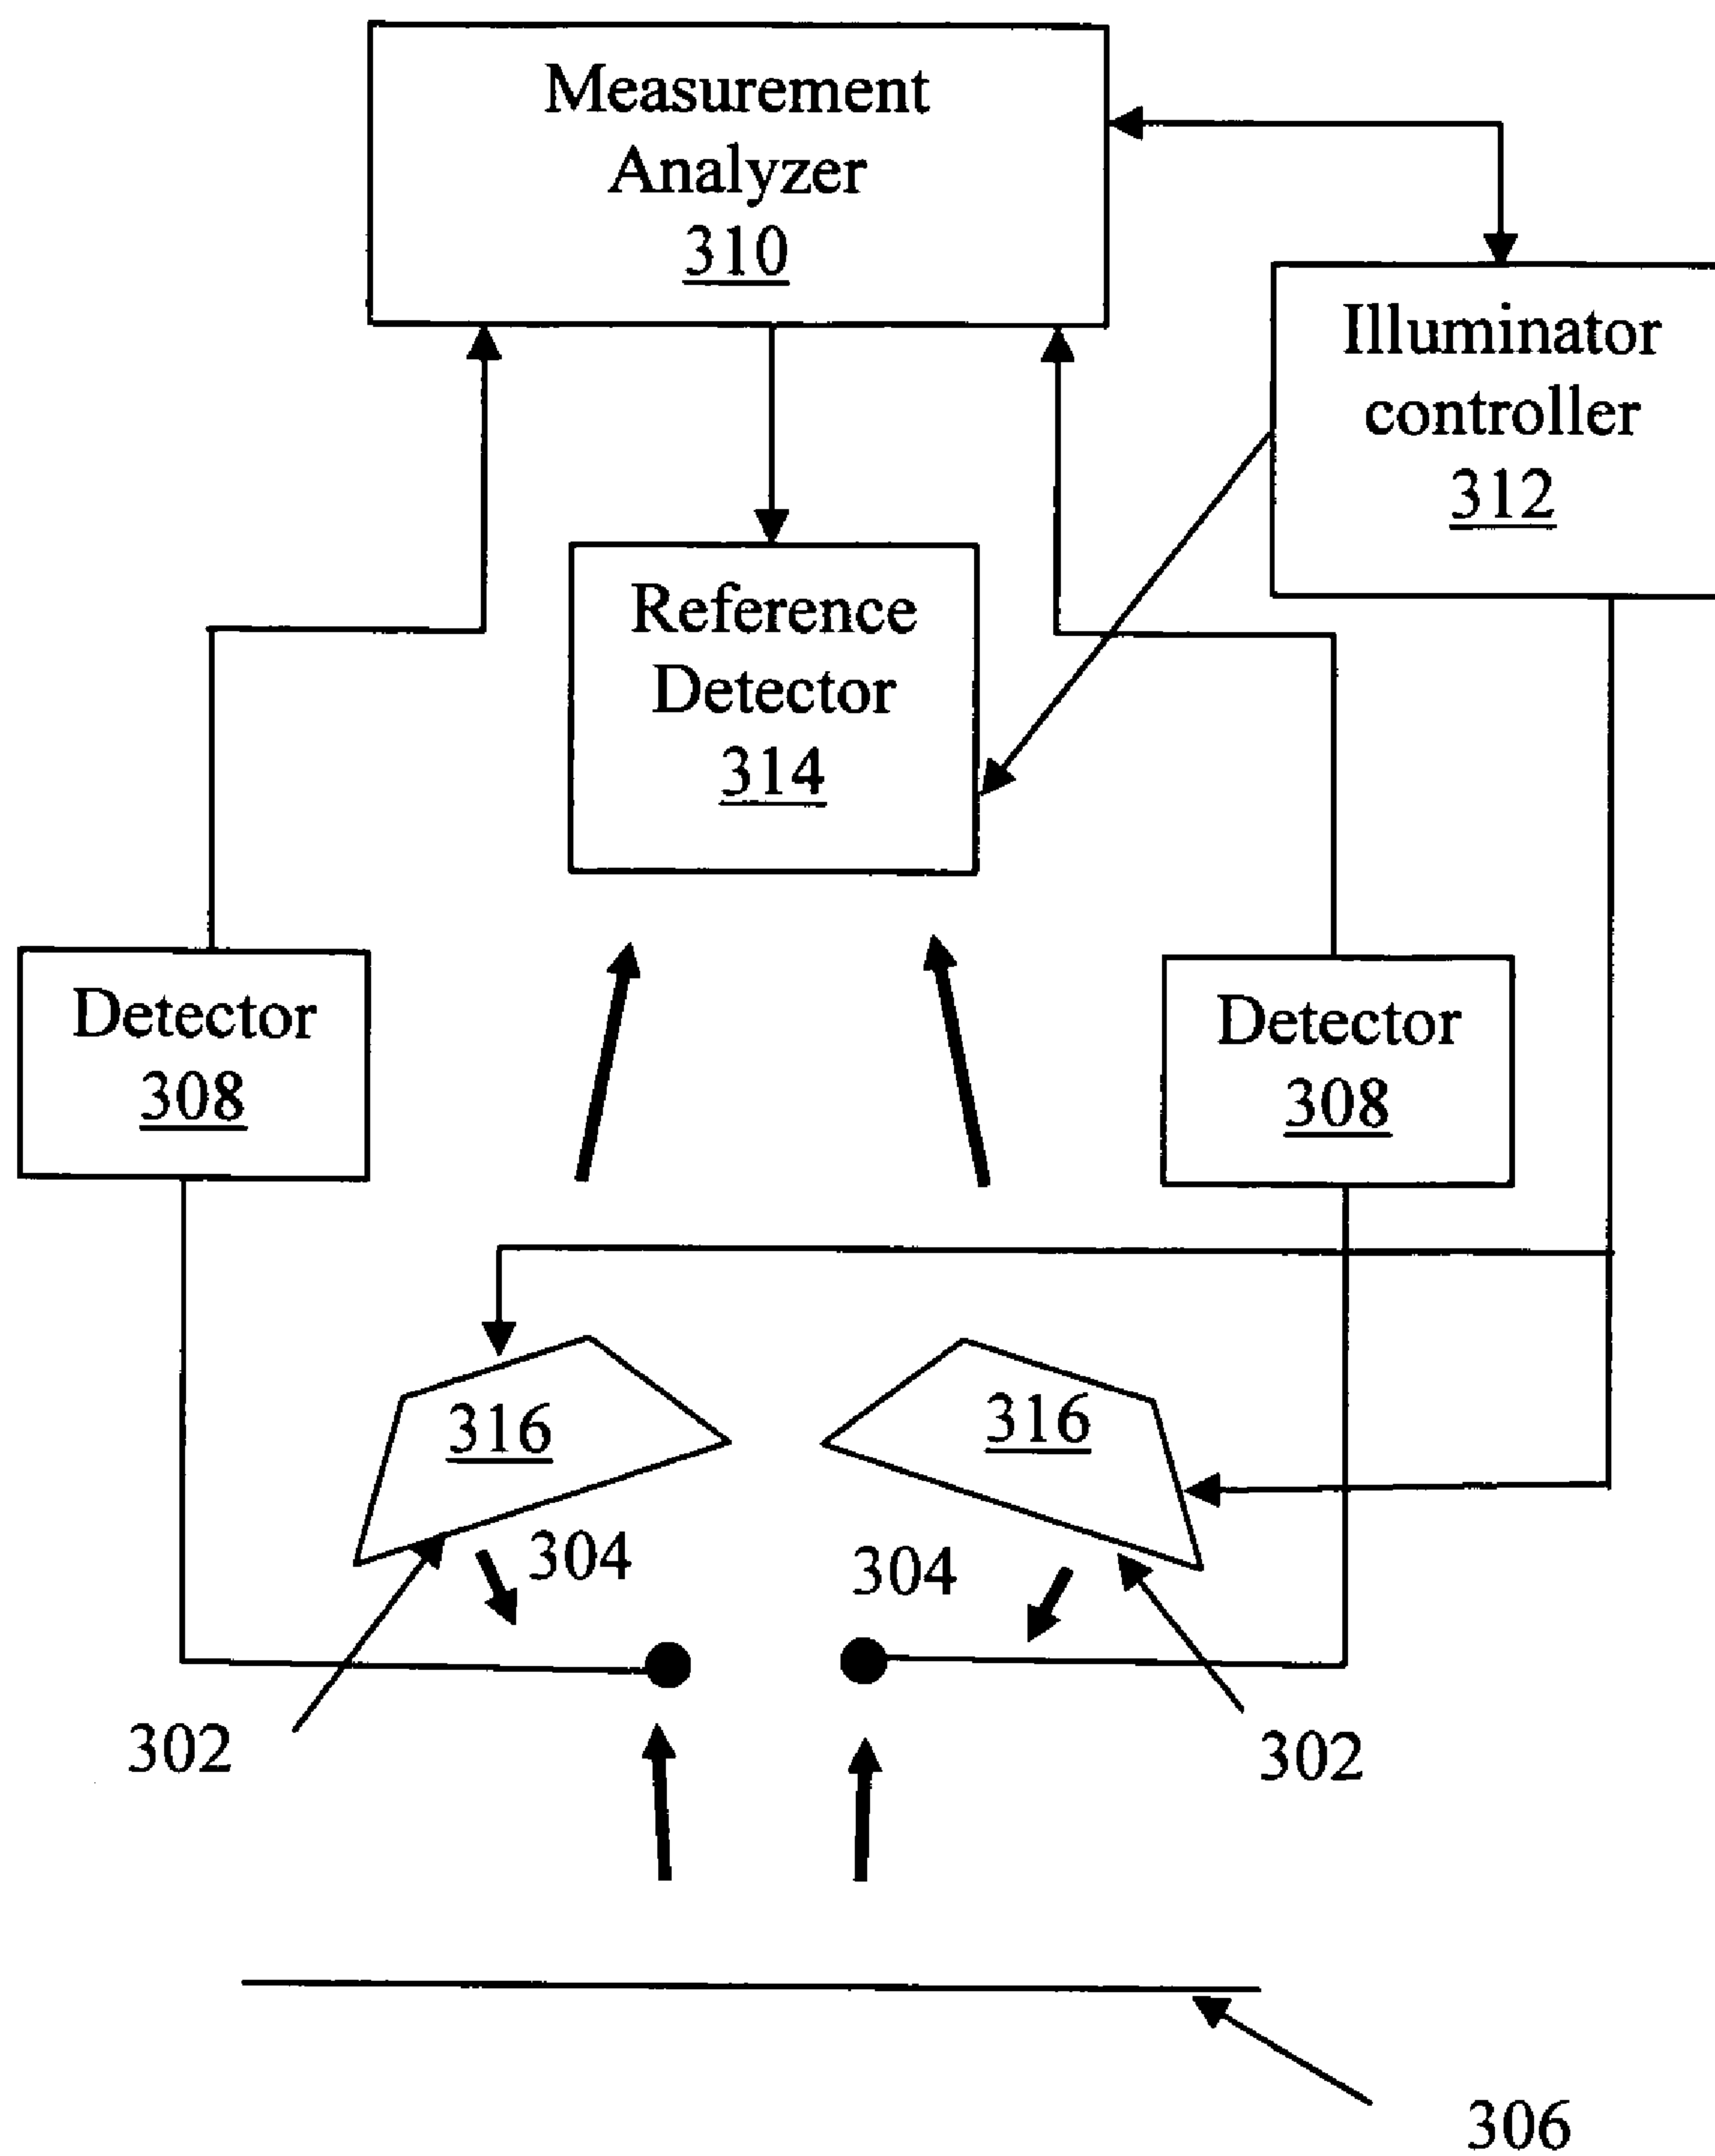 Measurement
Analyzer
310
Illuminator
controller
312
Reference
Detector
314
Detector
308
Detector
308
316
316
304
304
302
302
306